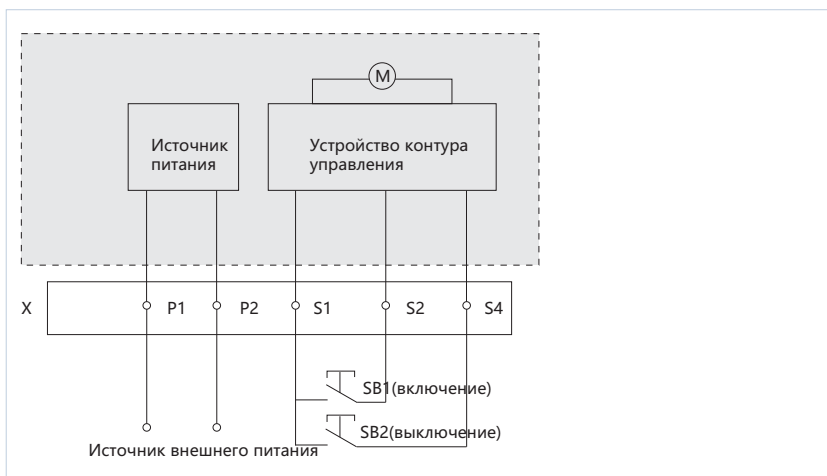 M
Источник
питания
Устройство контура
управления
X P1 P2 S1 S2 S4
SB1(включение)
SB2(выключение)
Источник внешнего питания